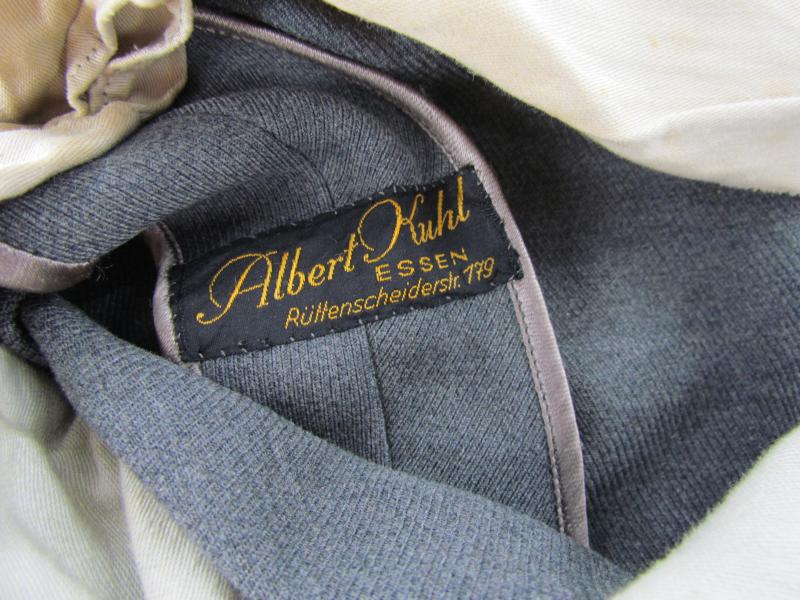 Albert Kuhl
ESSEN
Rüttenscheiderstr. 179